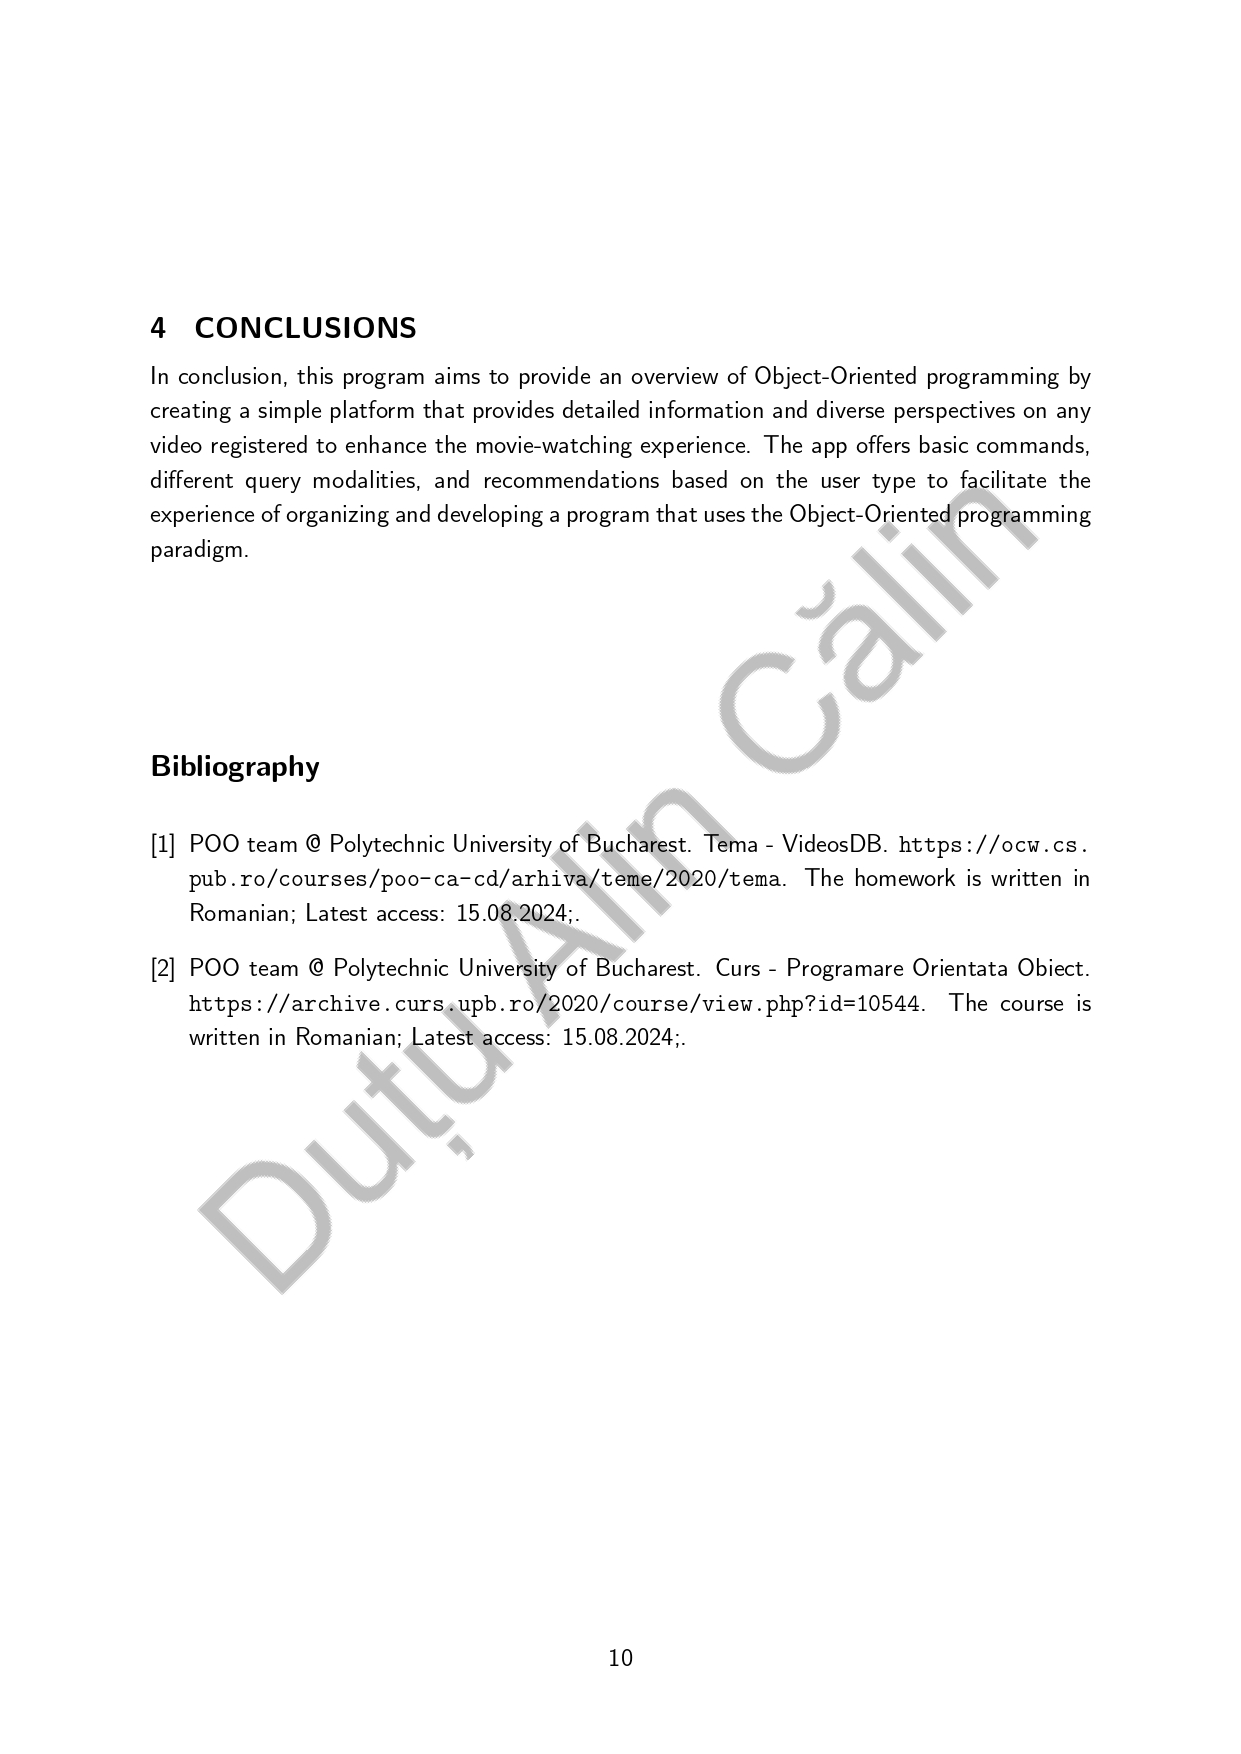 4 CONCLUSIONS
In conclusion, this program aims to provide an overview of Object-Oriented programming by
creating a simple platform that provides detailed information and diverse perspectives on any
video registered to enhance the movie-watching experience. The app offers basic commands,
different query modalities, and recommendations based on the user type to facilitate the
experience of organizing and developing a program that uses the Object-Oriented programming
paradigm.
Bibliography
[1] POO team @ Polytechnic University of Bucharest. Tema - VideosDB. https://ocw.cs.
pub.ro/courses/poo-ca-cd/arhiva/teme/2020/tema. The homework is written in
Romanian; Latest access: 15.08.2024;.
[2] POO team @ Polytechnic University of Bucharest. Curs - Programare Orientata Obiect.
https://archive.curs.upb.ro/2020/course/view.php?id=10544. The course is
written in Romanian; Latest access: 15.08.2024;.
Duțu Alin Călin
10